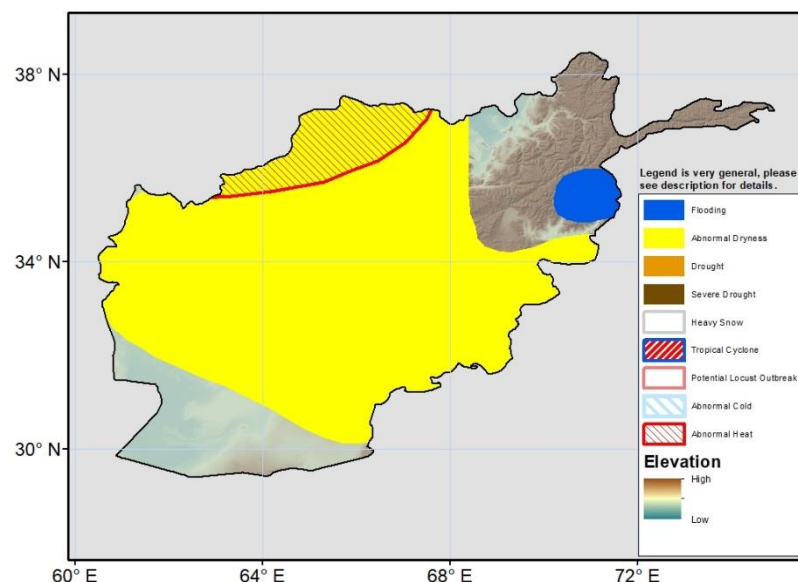 38° N
34° N
30° N
60° E
64° E
68° E
72° E
Legend is very general, please
see description for details.
Flooding
Abnormal Dryness
Drought
Severe Drought
Heavy Snow
Tropical Cyclone
Potential Locust Outbreak
Abnormal Cold
Abnormal Heat
Elevation
High
Low